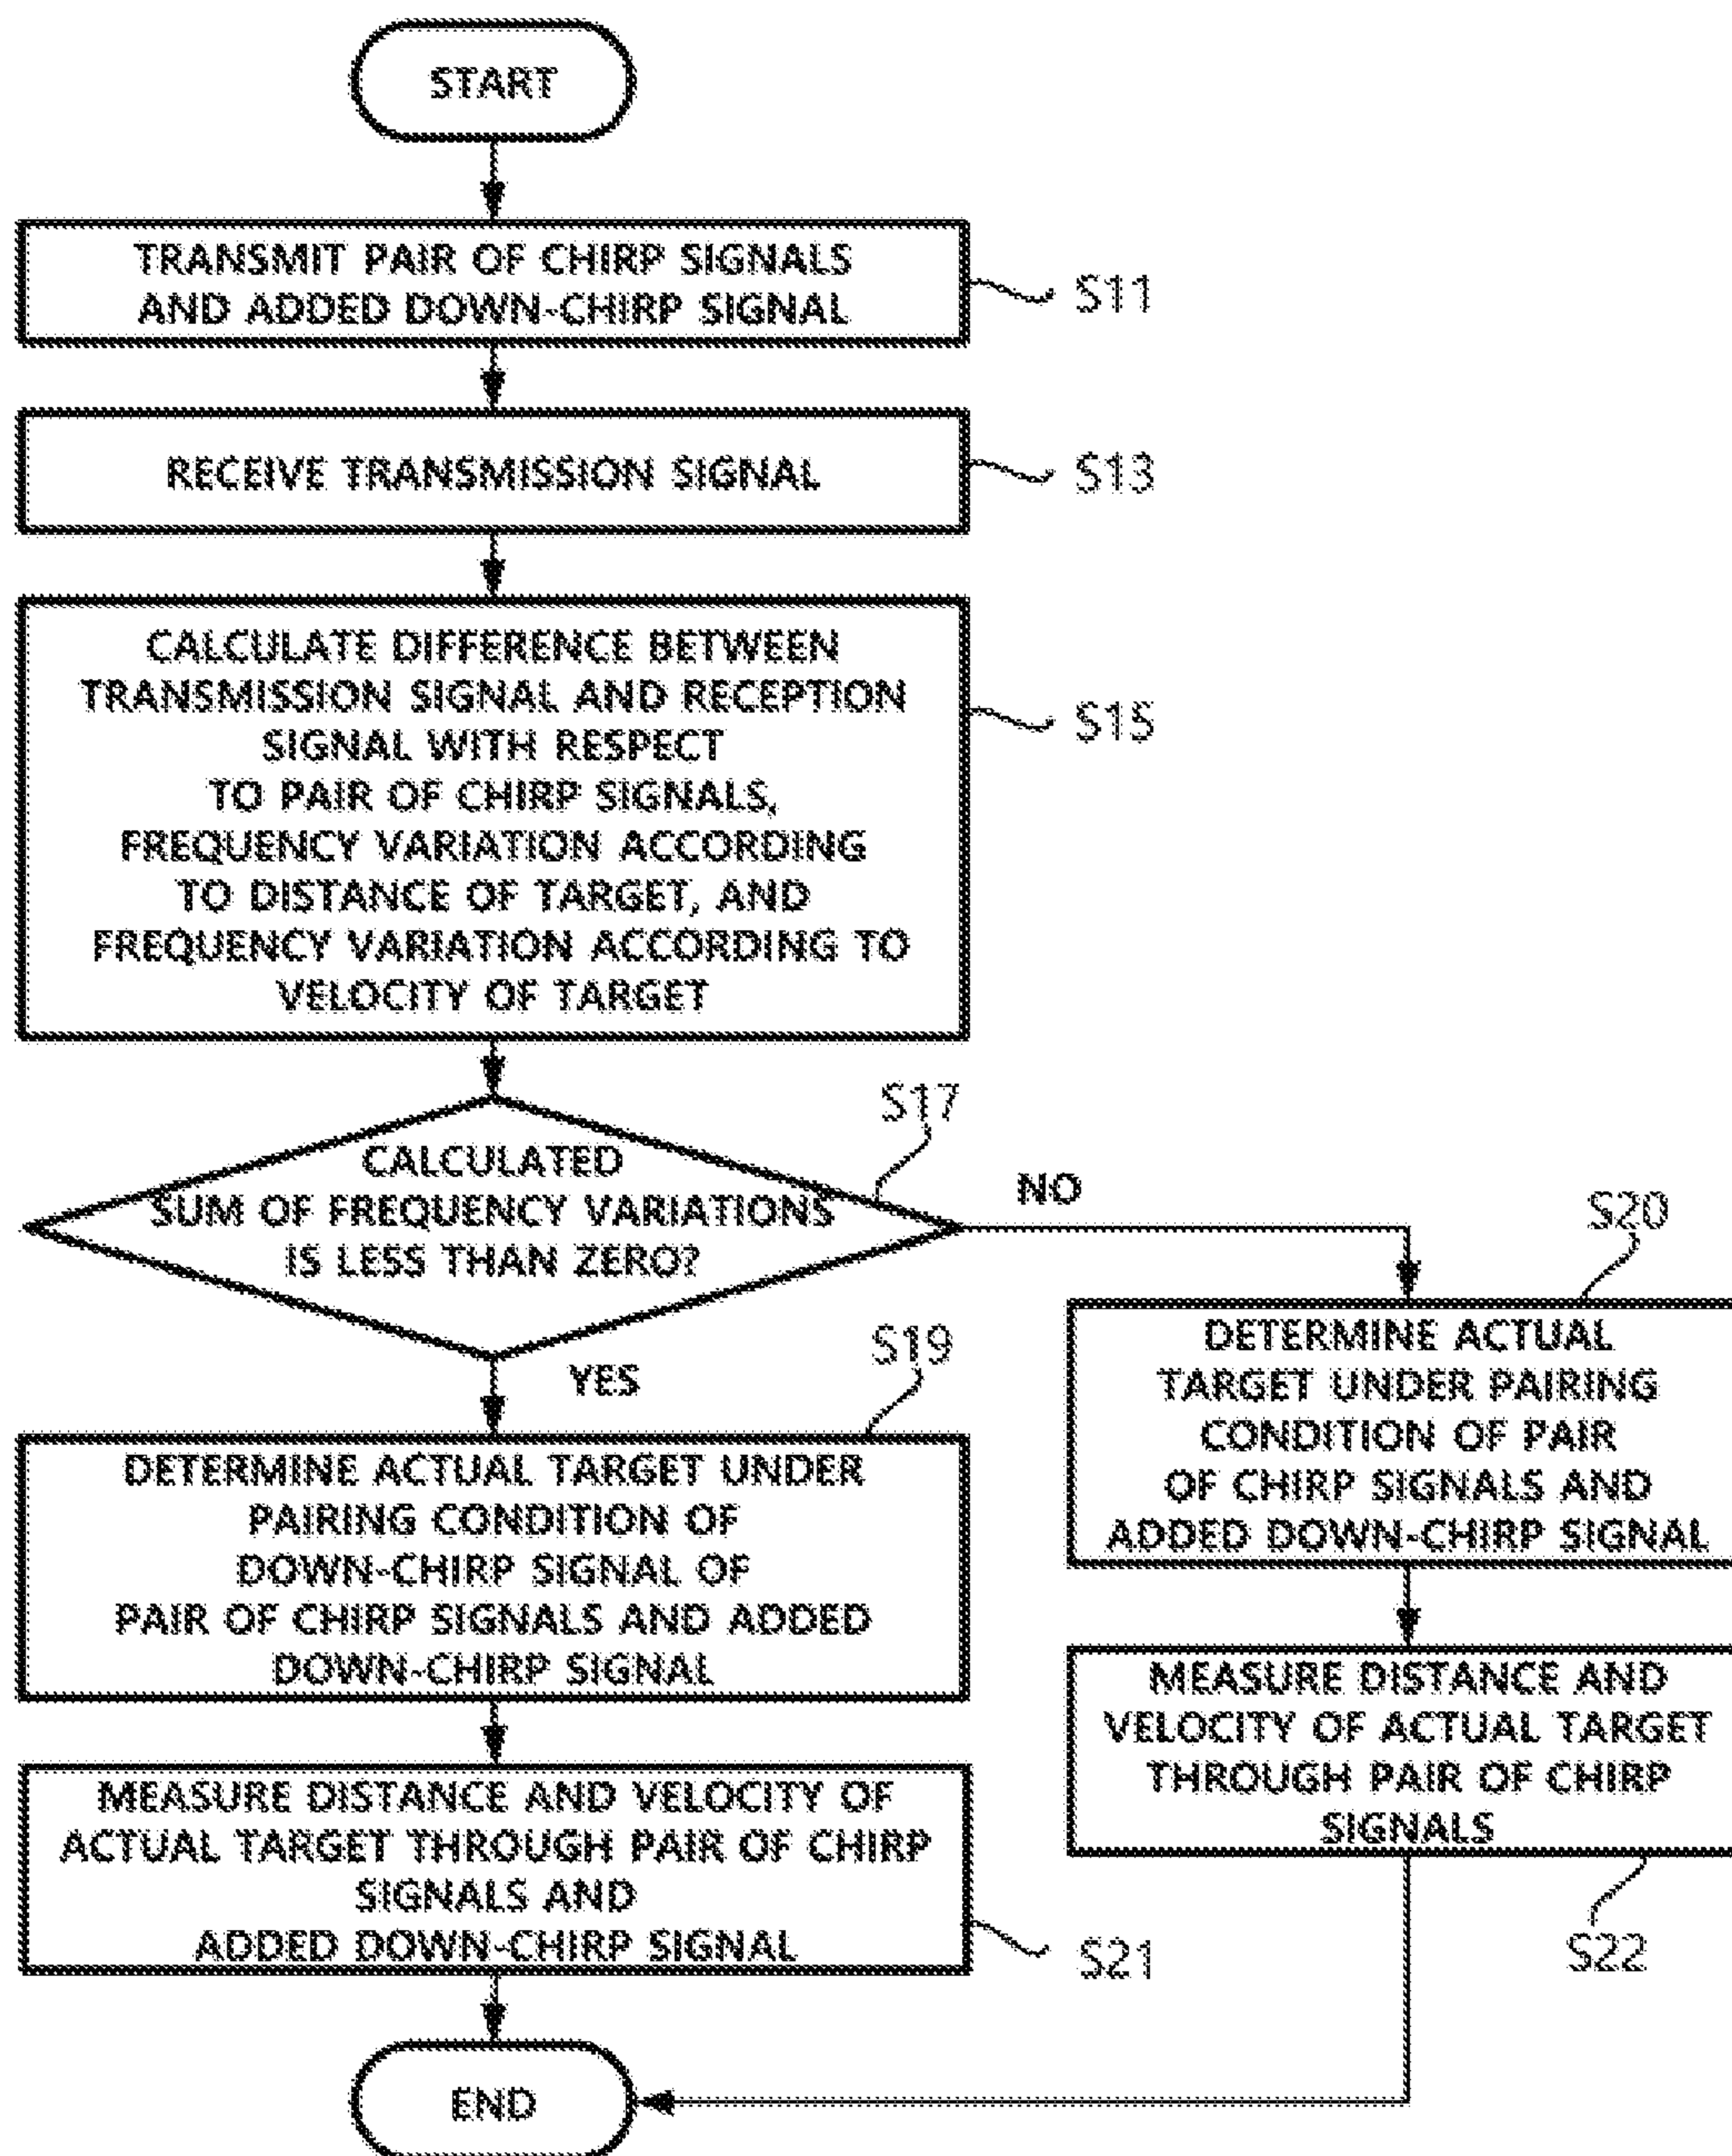 START
TRANSMIT PAIR OF CHIRP SIGNALS
AND ADDED DOWN-CHIRP SIGNAL
S11
RECEIVE TRANSMISSION SIGNAL
S13
CALCULATE DIFFERENCE BETWEEN
TRANSMISSION SIGNAL AND RECEPTION
SIGNAL WITH RESPECT
TO PAIR OF CHIRP SIGNALS,
FREQUENCY VARIATION ACCORDING
TO DISTANCE OF TARGET, AND
FREQUENCY VARIATION ACCORDING TO
VELOCITY OF TARGET
S15
S17
CALCULATED
SUM OF FREQUENCY VARIATIONS
IS LESS THAN ZERO?
NO
YES
S19
DETERMINE ACTUAL TARGET UNDER
PAIRING CONDITION OF
DOWN-CHIRP SIGNAL OF
PAIR OF CHIRP SIGNALS AND ADDED
DOWN-CHIRP SIGNAL
MEASURE DISTANCE AND VELOCITY OF
ACTUAL TARGET THROUGH PAIR OF CHIRP
SIGNALS AND
ADDED DOWN-CHIRP SIGNAL
S21
S20
DETERMINE ACTUAL
TARGET UNDER PAIRING
CONDITION OF PAIR
OF CHIRP SIGNALS AND
ADDED DOWN-CHIRP SIGNAL
MEASURE DISTANCE AND
VELOCITY OF ACTUAL TARGET
THROUGH PAIR OF CHIRP
SIGNALS
S22
END